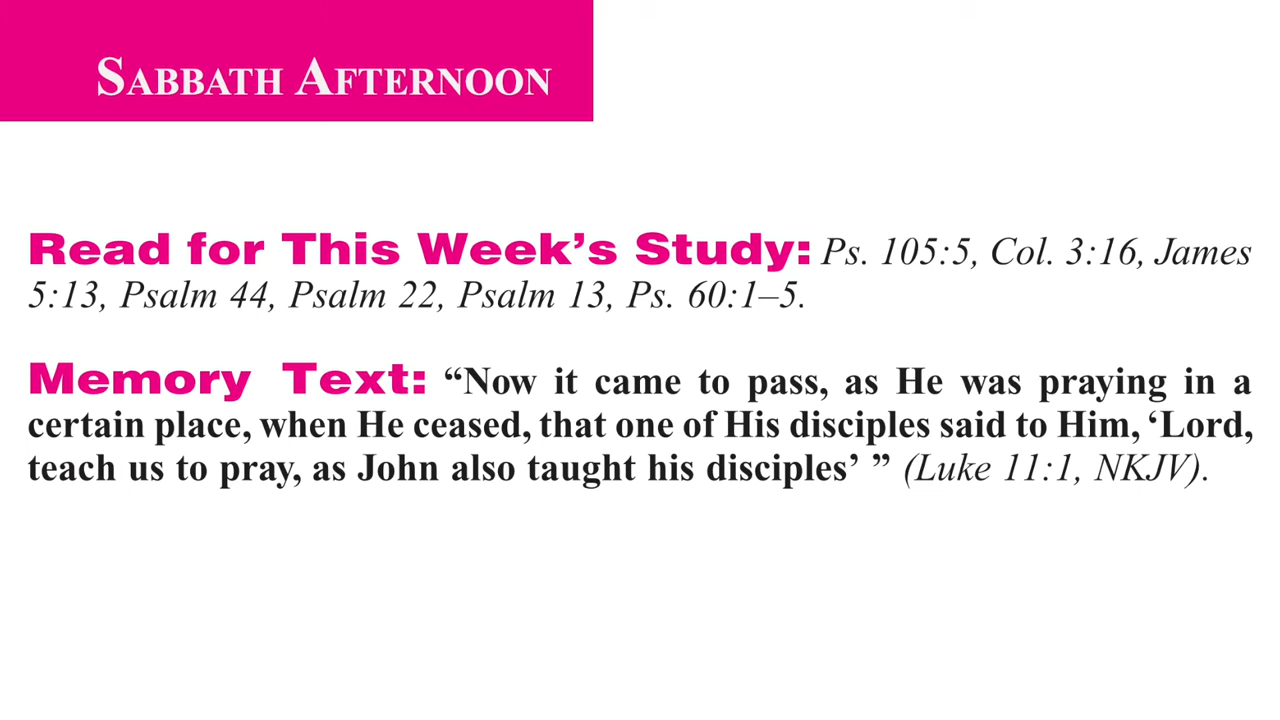 SABBATH AFTERNOON
Read for This Week’s Study: Ps. 105:5, Col. 3:16, James
5:13, Psalm 44, Psalm 22, Psalm 13, Ps. 60:1–5.
Memory Text: “Now it came to pass, as He was praying in a
certain place, when He ceased, that one of His disciples said to Him, ‘Lord,
teach us to pray, as John also taught his disciples’ ” (Luke 11:1, NKJV).